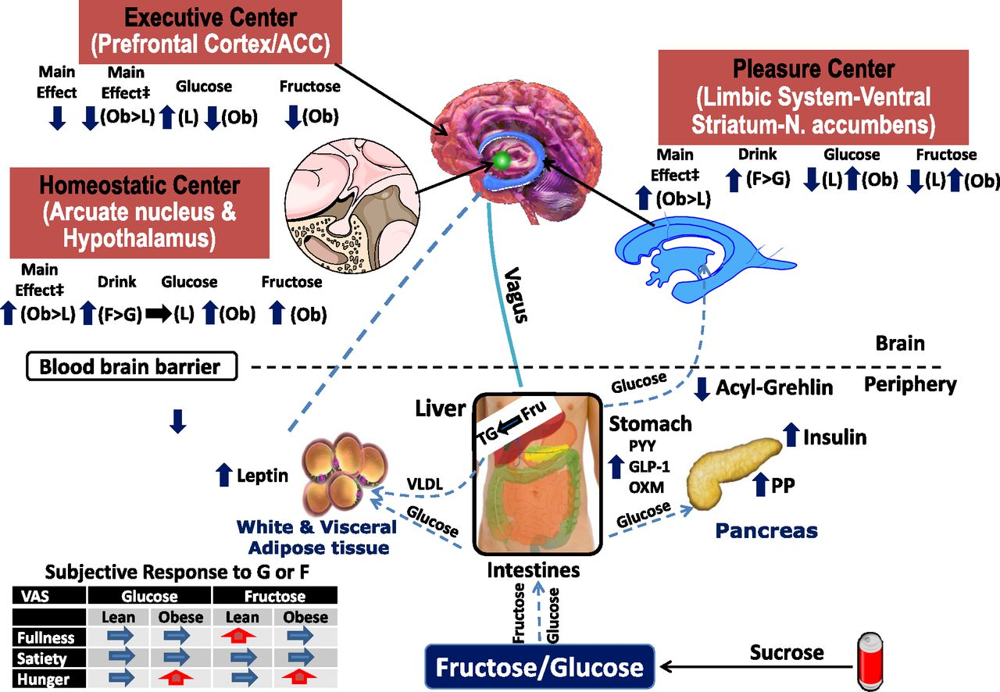 Executive Center
(Prefrontal Cortex/ACC)
Main
Effect
Main
Effect‡
(Ob>L)
Glucose
(L) (Ob)
Fructose
(Ob)
Pleasure Center
(Limbic System-Ventral
Striatum-N. accumbens)
Main
Effect‡
(Ob>L)
Drink
(F>G)
Glucose
(L) (Ob)
Fructose
(L) (Ob)
Homeostatic Center
(Arcuate nucleus &
Hypothalamus)
Main
Effect‡
(Ob>L)
Drink
(F>G)
Glucose
(L) (Ob)
Fructose
(Ob)
Vagus
Brain
Blood brain barrier
Periphery
Glucose
Acyl-Grehlin
Liver
Fru
TG
Stomach
PYY
GLP-1
OXM
Insulin
PP
Pancreas
Glucose
Leptin
VLDL
Glucose
White & Visceral
Adipose tissue
Intestines
Fructose
Glucose
Subjective Response to G or F
VAS Glucose Fructose
Lean Obese Lean Obese
Fullness
Satiety
Hunger
Fructose/Glucose
Sucrose